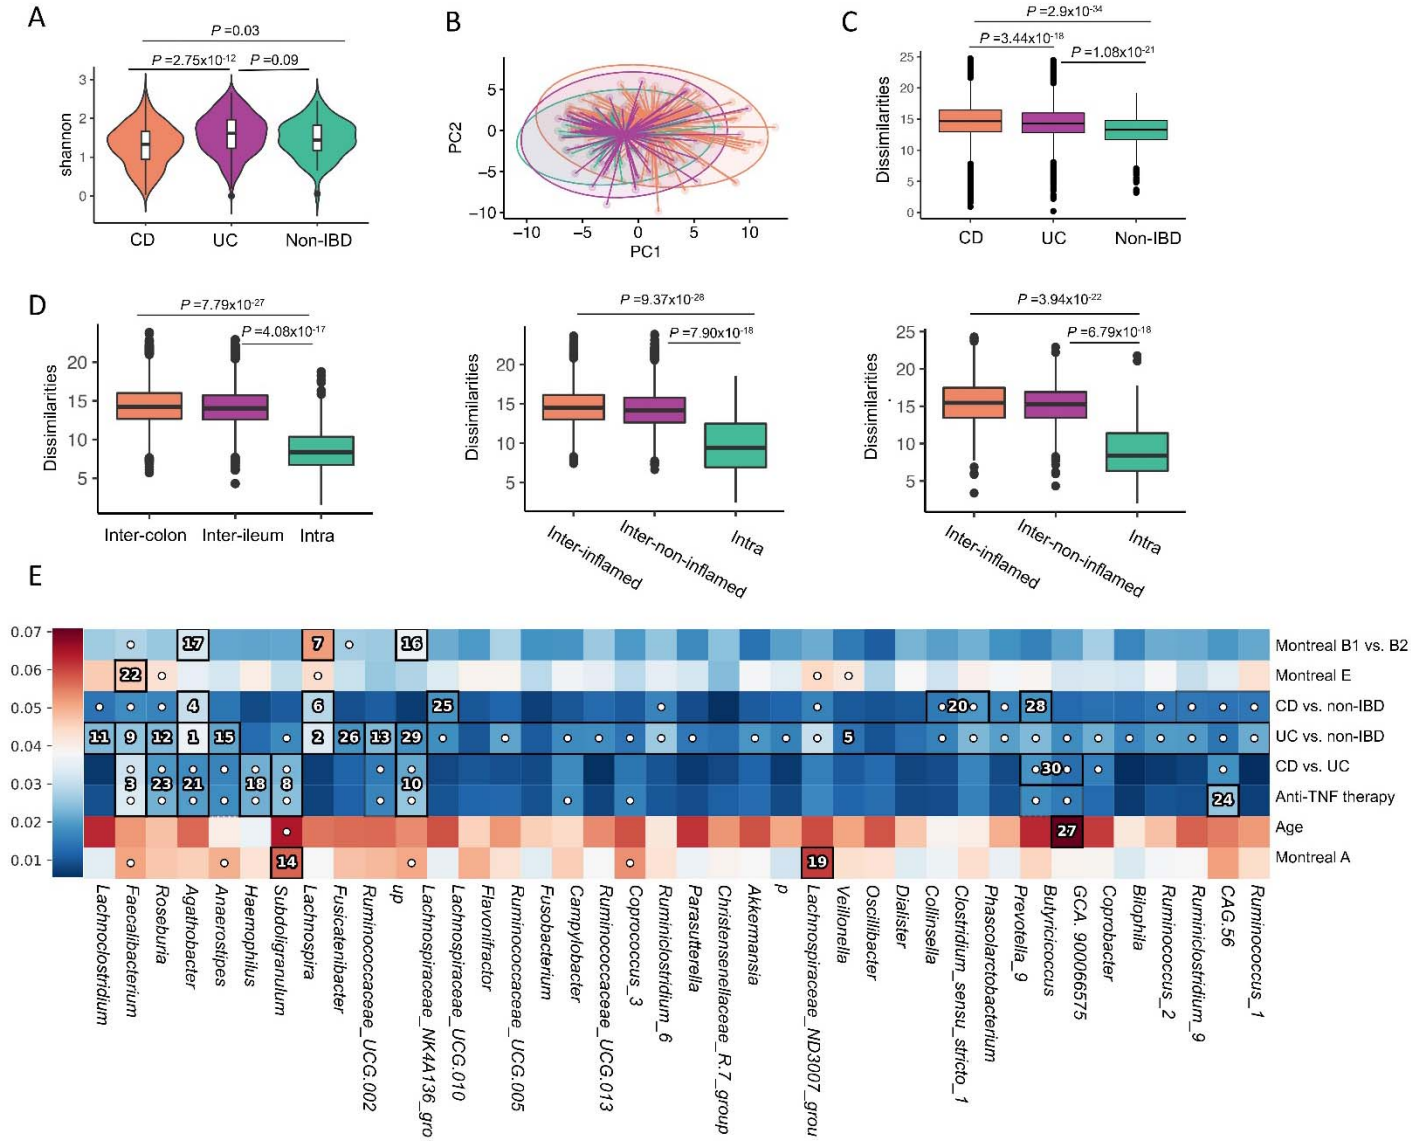 A
P =0.03
P =2.75x10-12
P =0.09
shannon
3
2
1
0
CD
UC
Non-IBD
B
PC2
5
0
−5
−10
−10
−5
0
5
10
PC1
C
P =2.9x10-34
P =3.44x10-18
P =1.08x10-21
Dissimilarities
25
20
15
10
5
0
CD
UC
Non-IBD
D
P =7.79x10-27
P =4.08x10-17
Dissimilarities
20
15
10
5
Inter-colon
Inter-ileum
Intra
P =9.37x10-28
P =7.90x10-18
Dissimilarities
20
15
10
5
Inter-inflamed
Inter-non-inflamed
Intra
P =3.94x10-22
P =6.79x10-18
Dissimilarities
25
20
15
10
5
Inter-inflamed
Inter-non-inflamed
Intra
E
0.07
0.06
0.05
0.04
0.03
0.02
0.01
17 7 16 Montreal B1 vs. B2
22 Montreal E
4 6 25 20 28 CD vs. non-IBD
11 9 12 1 15 2 26 13 29 5 UC vs. non-IBD
30 CD vs. UC
3 23 21 18 8 10
24 Anti-TNF therapy
27 Age
14 19 Montreal A
Lachnoclostridium
Faecalibacterium
Roseburia
Agathobacter
Anaerostipes
Haemophilus
Subdoligranulum
Lachnospira
Fusicatenibacter
Ruminococcaceae_UCG.002
up
Lachnospiraceae_NK4A136_gro
Lachnospiraceae_UCG.010
Flavonifractor
Ruminococcaceae_UCG.005
Fusobacterium
Campylobacter
Ruminococcaceae_UCG.013
Coprococcus_3
Ruminiclostridium_6
Parasutterella
Christensenellaceae_R.7_group
Akkermansia
p
Lachnospiraceae_ND3007_grou
Veillonella
Oscillibacter
Dialister
Collinsella
Clostridium_sensu_stricto_1
Phascolarctobacterium
Prevotella_9
Butyricicoccus
GCA. 900066575
Coprobacter
Bilophila
Ruminococcus_2
Ruminiclostridium_9
CAG.56
Ruminococcus_1